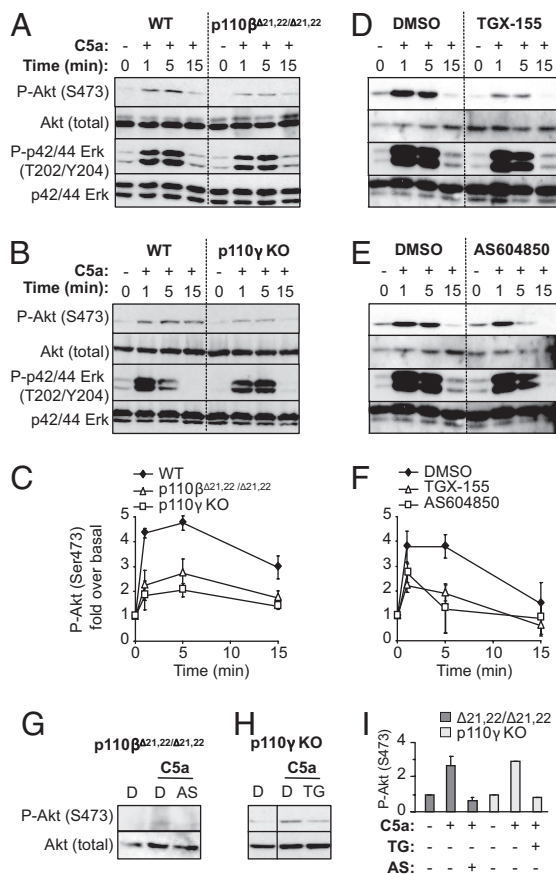 A
WT p110βΔ21,22/Δ21,22
C5a: - + + + - + + +
Time (min): 0 1 5 15 0 1 5 15
P-Akt (S473)
Akt (total)
P-p42/44 Erk
(T202/Y204)
p42/44 Erk
D
DMSO TGX-155
- + + + - + + +
0 1 5 15 0 1 5 15
B
WT p110γ KO
C5a: - + + + - + + +
Time (min): 0 1 5 15 0 1 5 15
P-Akt (S473)
Akt (total)
P-p42/44 Erk
(T202/Y204)
p42/44 Erk
E
DMSO AS604850
- + + + - + + +
0 1 5 15 0 1 5 15
C
WT
p110βΔ21,22/Δ21,22
p110γ KO
P-Akt (Ser473)
fold over basal
5
4
3
2
1
0
0 5 10 15
Time (min)
F
DMSO
TGX-155
AS604850
5
4
3
2
1
0
0 5 10 15
Time (min)
G
p110βΔ21,22/Δ21,22
C5a
D D AS
P-Akt (S473)
Akt (total)
H
p110γ KO
C5a
D D TG
I
Δ21,22/Δ21,22
p110γ KO
P-Akt (S473)
4
2
0
C5a: - + + - + +
TG: - - - - - +
AS: - - + - - -